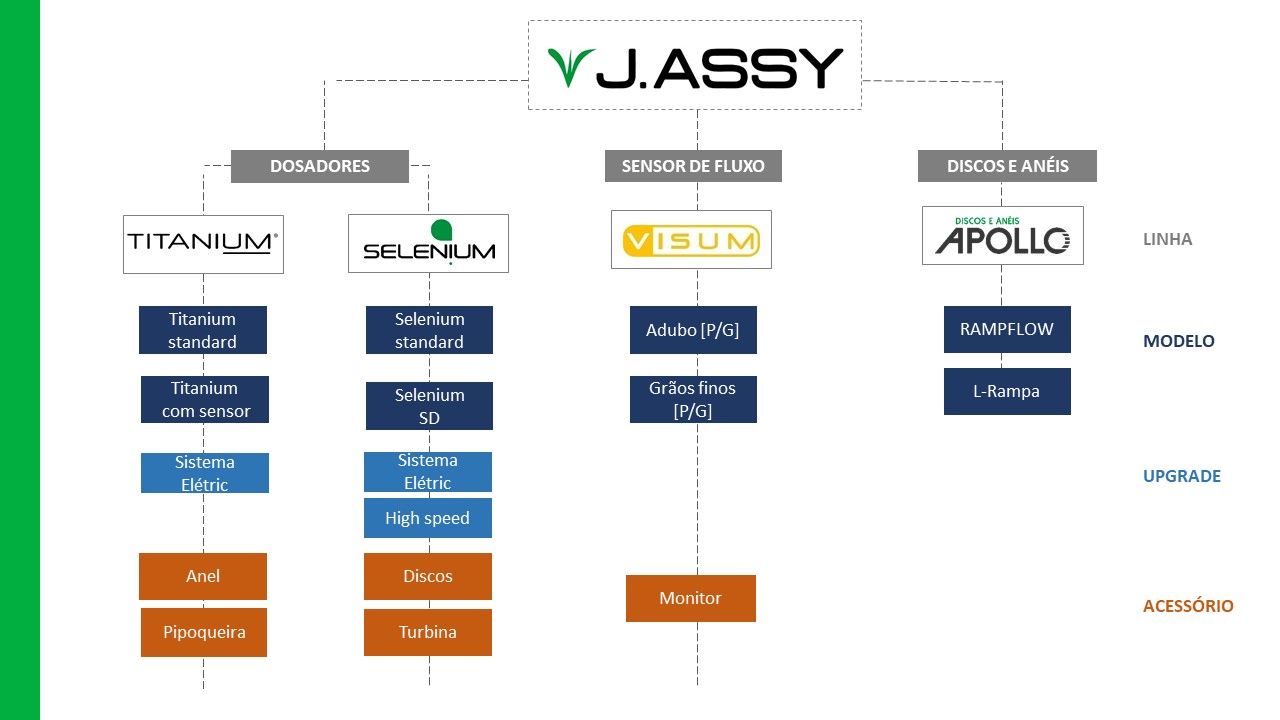 J.ASSY
DOSADORES
SENSOR DE FLUXO
DISCOS E ANÉIS
TITANIUM®
SELENIUM
VISUM
DISCOS E ANÉIS
APOLLO
LINHA
Titanium
standard
Selenium
standard
Adubo [P/G]
RAMPFLOW
MODELO
Titanium
com sensor
Selenium
SD
Grãos finos
[P/G]
L-Rampa
Sistema
Elétric
Sistema
Elétric
UPGRADE
High speed
Anel
Discos
Monitor
ACESSÓRIO
Pipoqueira
Turbina